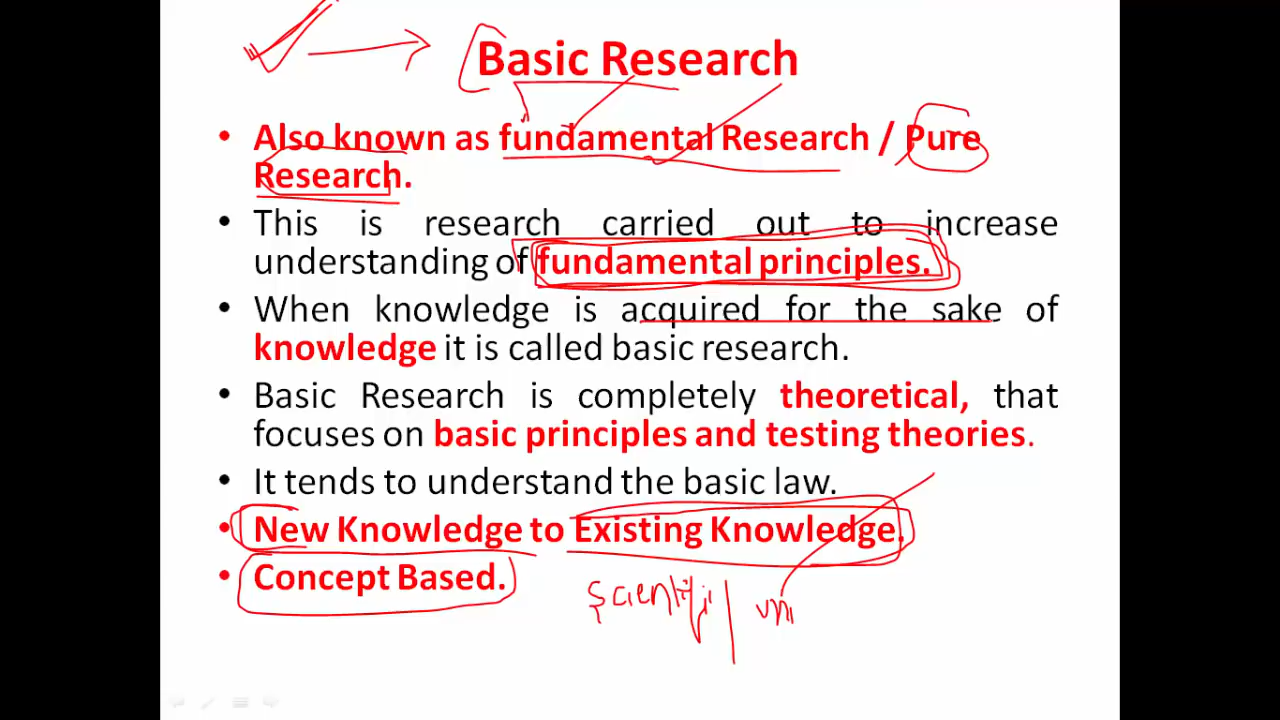 Basic Research
• Also known as fundamental Research / Pure
Research.
• This is research carried out to increase
understanding of fundamental principles.
• When knowledge is acquired for the sake of
knowledge it is called basic research.
• Basic Research is completely theoretical, that
focuses on basic principles and testing theories.
• It tends to understand the basic law.
• New Knowledge to Existing Knowledge.
• Concept Based.